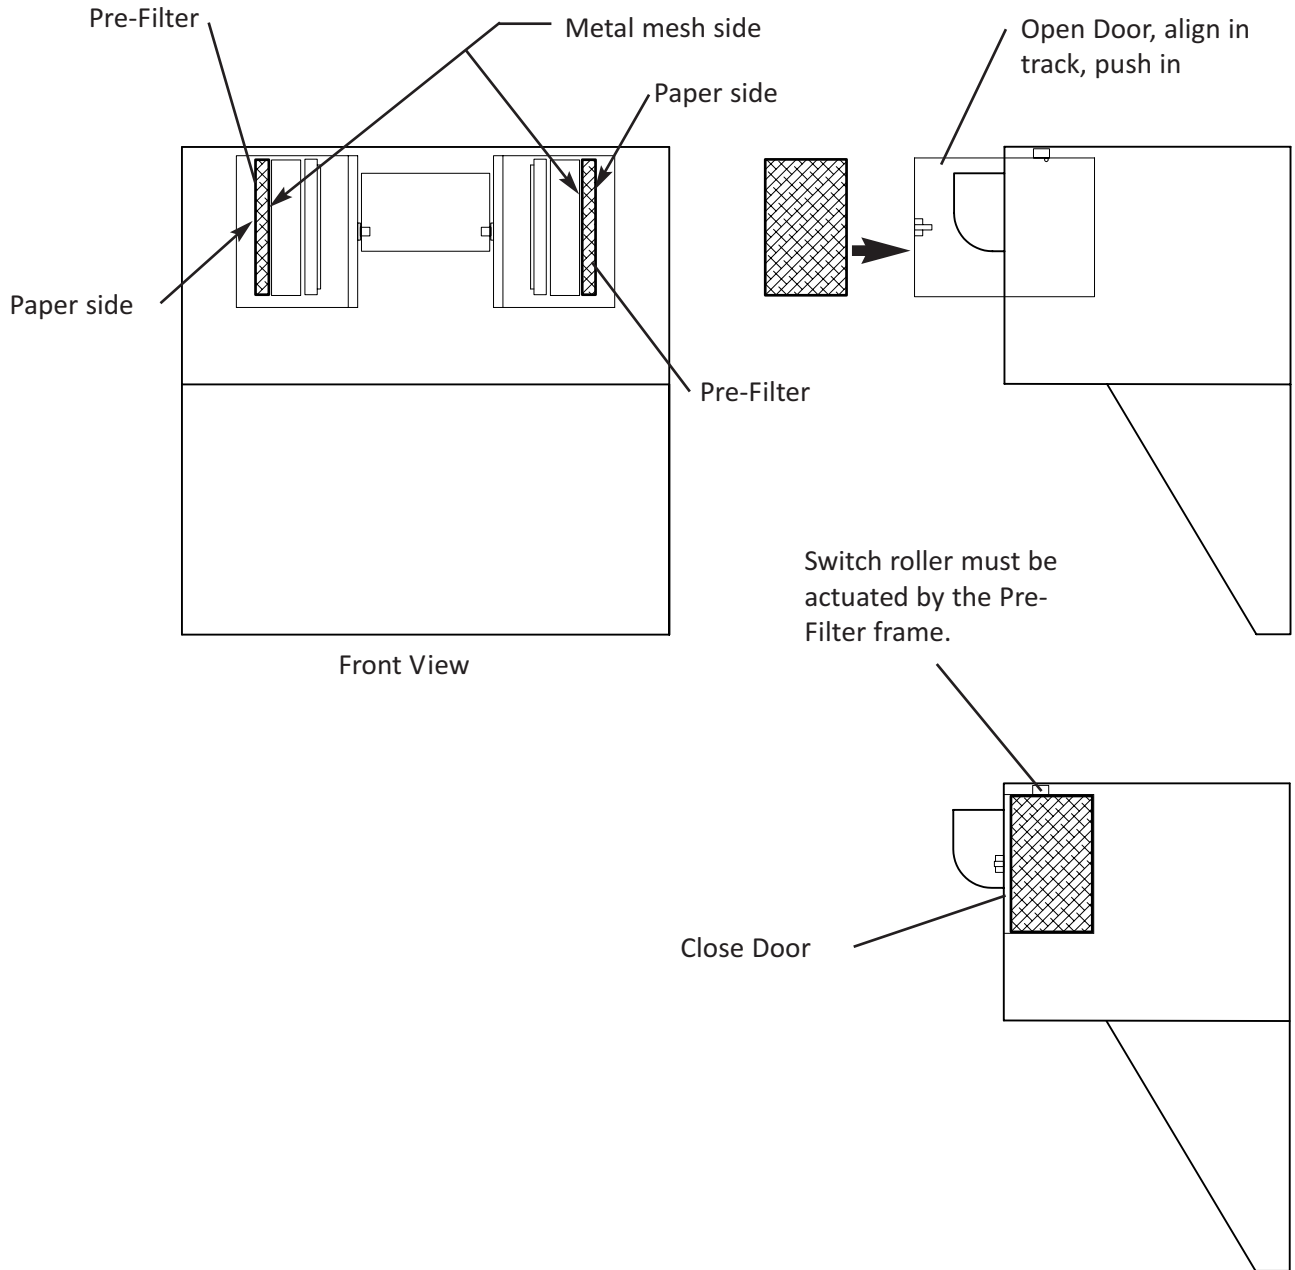 Pre-Filter
Metal mesh side
Open Door, align in
track, push in
Paper side
Paper side
Pre-Filter
Front View
Switch roller must be
actuated by the Pre-
Filter frame.
Close Door